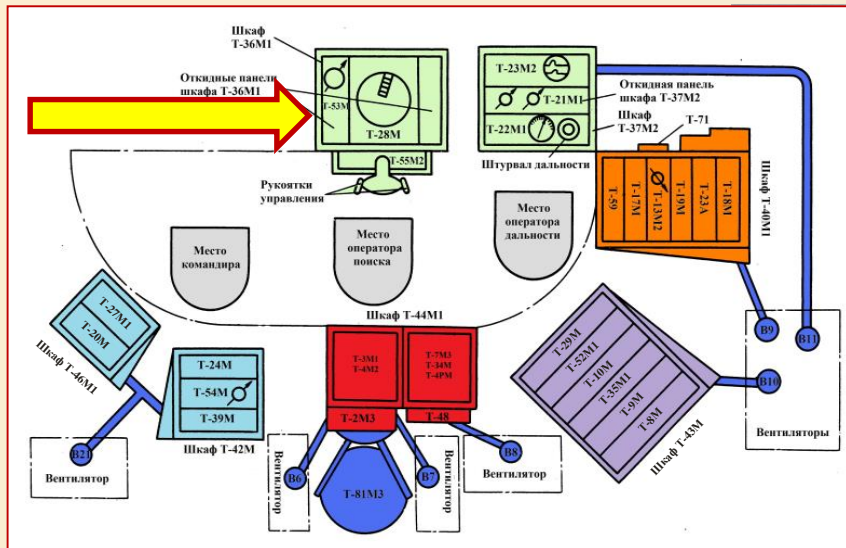 Шкаф
Т-36М1
Откидные панели
шкафа Т-36М1
Т-53М
Т-28М
Т-55М2
Рукоятки
управления
Т-23М2
Т-21М1
Т-22М1
Откидная панель
шкафа Т-37М2
Шкаф
Т-37М2
Т-71
Штурвал дальности
Т-59
Т-17М
Т-13М2
Т-19М
Т-23А
Т-18М
Шкаф Т-40М1
Место
командира
Место
оператора
поиска
Место
оператора
дальности
Шкаф Т-44М1
Т-3М1
Т-4М2
Т-7М3
Т-34М
Т-4РМ
Т-2М3
Т-48
Т-27М1
Т-20М
Шкаф Т-46М1
Т-24М
Т-54М
Т-39М
Шкаф Т-42М
Т-29М
Т-52М1
Т-10М
Т-35М1
Т-9М
Т-8М
Шкаф Т-43М
В9
В11
В10
Вентиляторы
В21
Вентилятор
Вентилятор
В6
Т-81М3
В7
Вентилятор
В8
Вентилятор